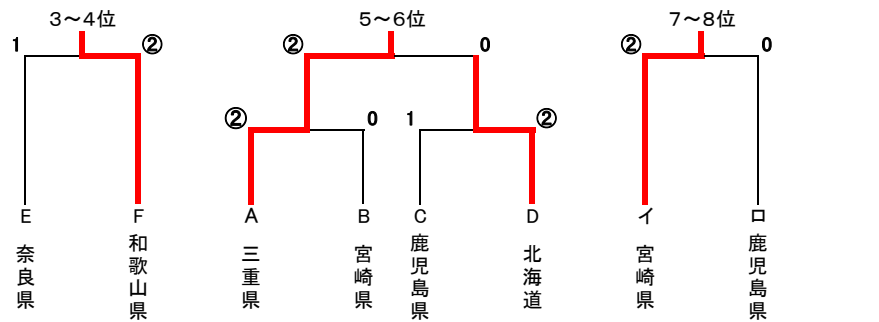 3～4位 5～6位 7～8位
1 ② ② 0 ② 0
② 0 1 ②
E F A B C D イ ロ
奈良県 和歌山県 三重県 宮崎県 鹿児島県 北海道 宮崎県 鹿児島県